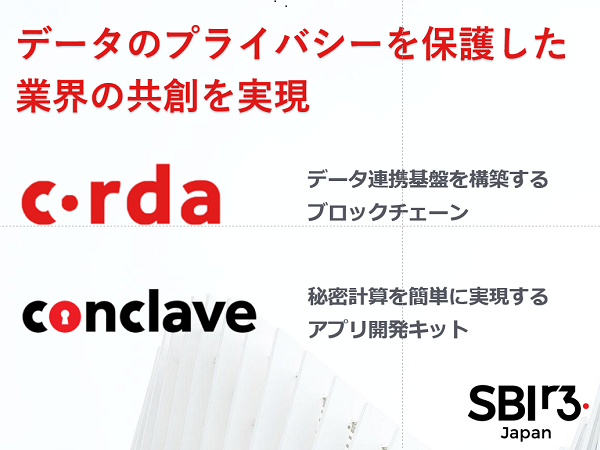 データのプライバシーを保護した
業界の共創を実現
c·rda
データ連携基盤を構築する
ブロックチェーン
conclave
秘密計算を簡単に実現する
アプリ開発キット
SBI r3.
Japan